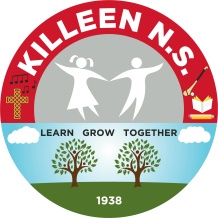 KILLEEN N.S.
LEARN GROW TOGETHER
1938